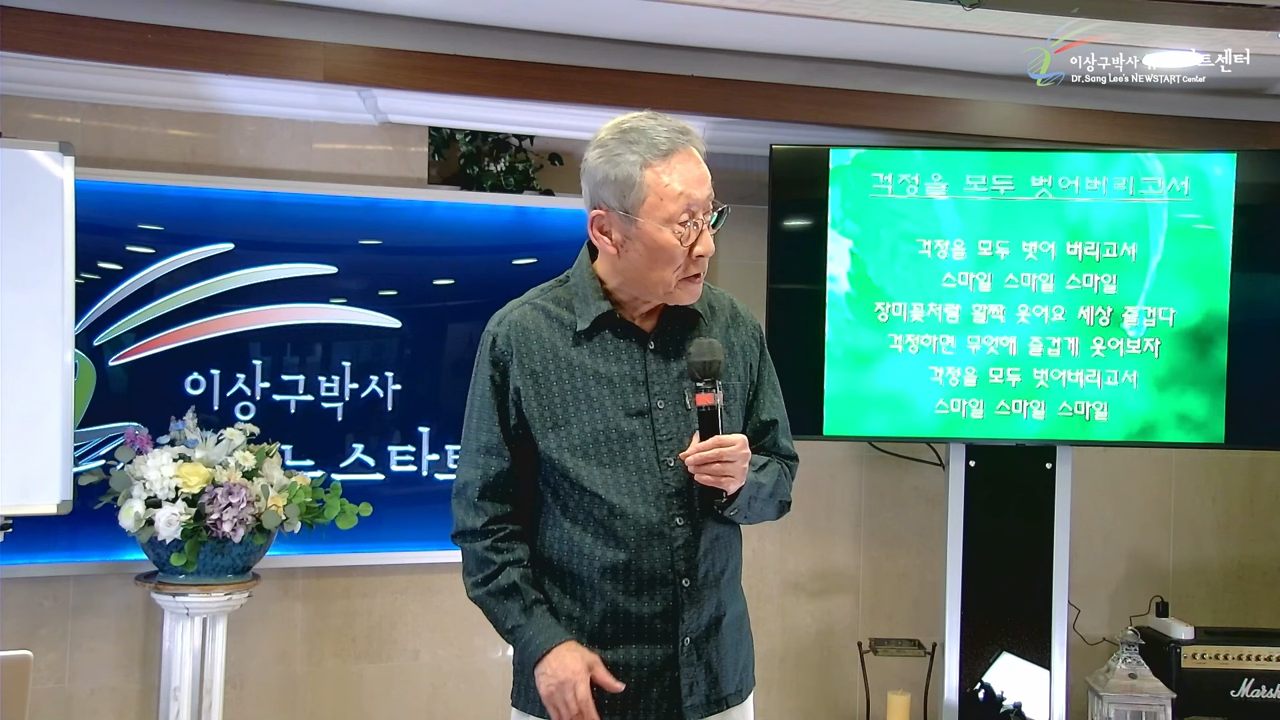 이상구박사
트센터
Dr. Sang Lee's NEWSTART Center
걱정을 모두 벗어버리고서
걱정을 모두 벗어 버리고서
스마일 스마일 스마일
장미꽃처럼 활짝 웃어요 세상 즐겁다
걱정하면 무엇해 즐겁게 웃어보자
걱정을 모두 벗어버리고서
스마일 스마일 스마일
이상구박사
스타트
Marsh